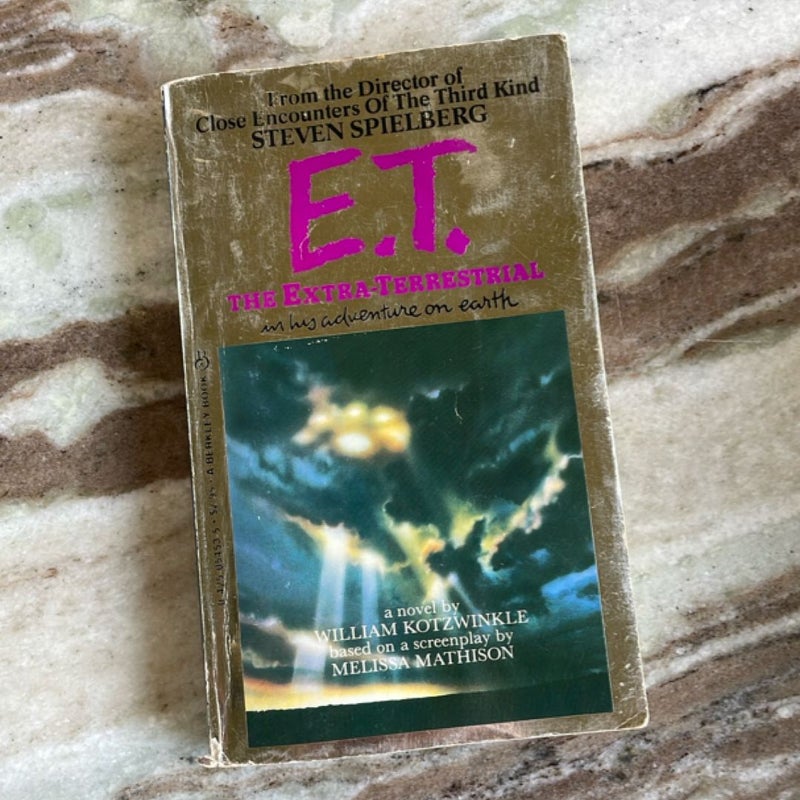 From the Director of
Close Encounters Of The Third Kind
STEVEN SPIELBERG
E.T.
THE EXTRA-TERRESTRIAL
in his adventure on earth
a novel by
WILLIAM KOTZWINKLE
based on a screenplay by
MELISSA MATHISON
A BERKLEY BOOK